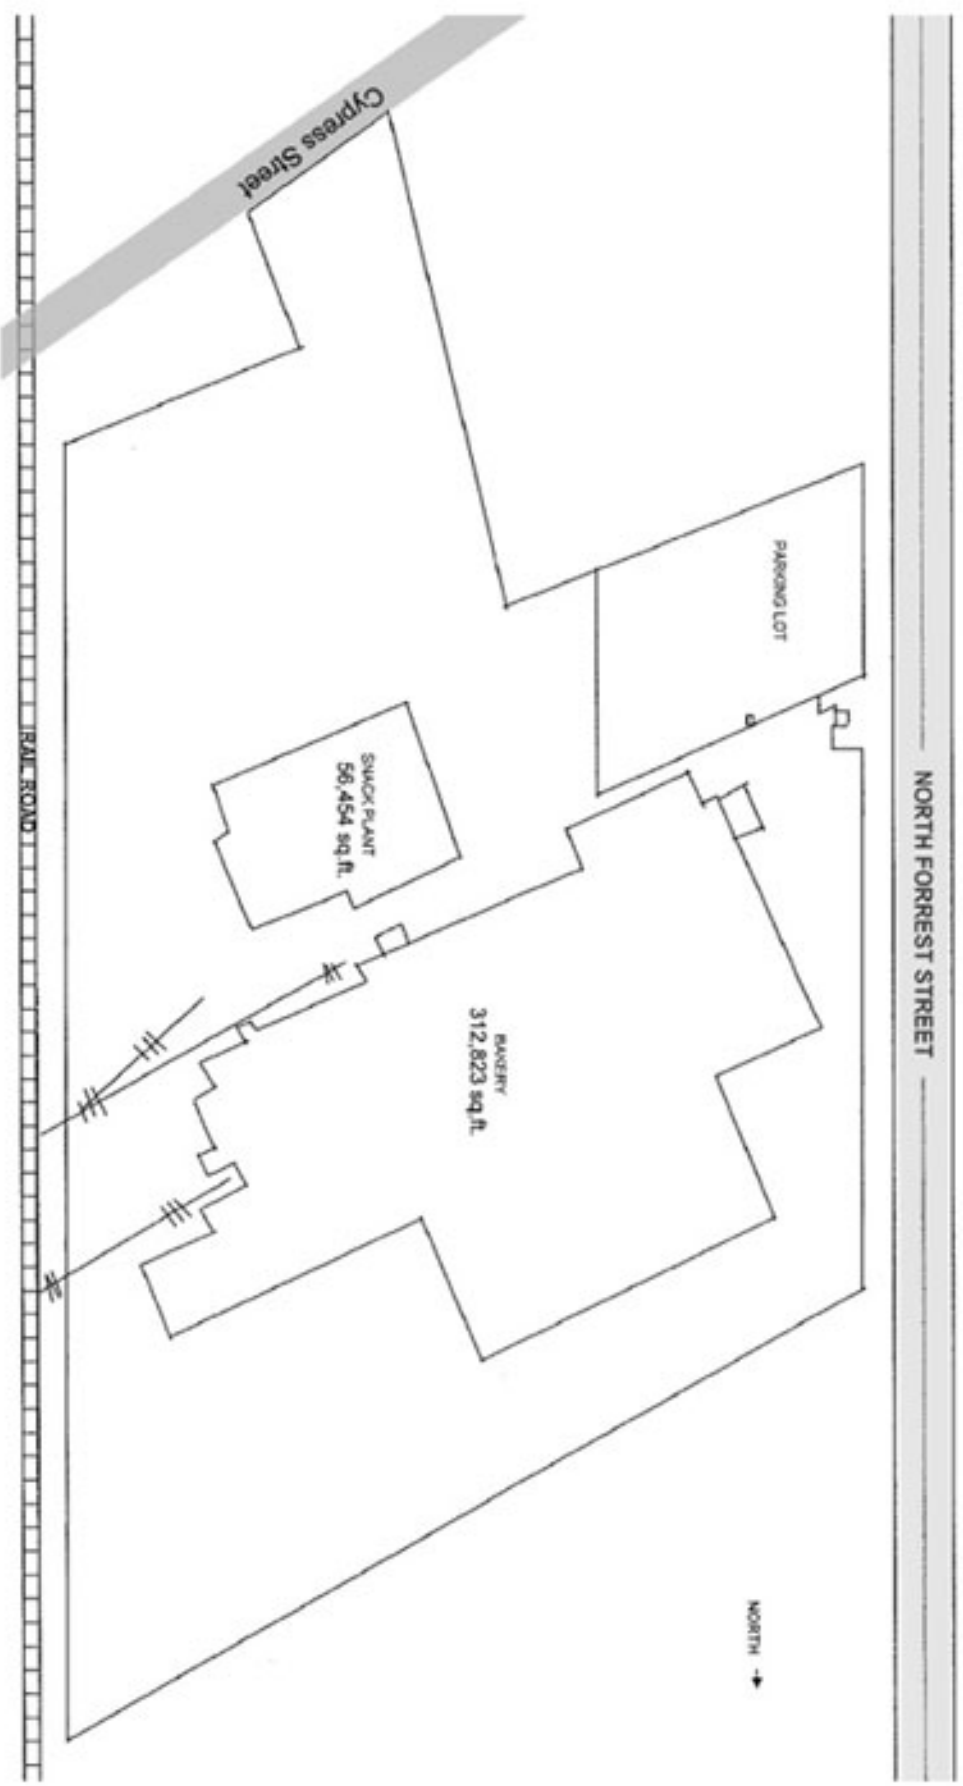 Cypress Street
NORTH FORREST STREET
PARKING LOT
SNACK PLANT
56,454 sq.ft.
BAKERY
312,823 sq.ft.
RAIL ROAD
NORTH